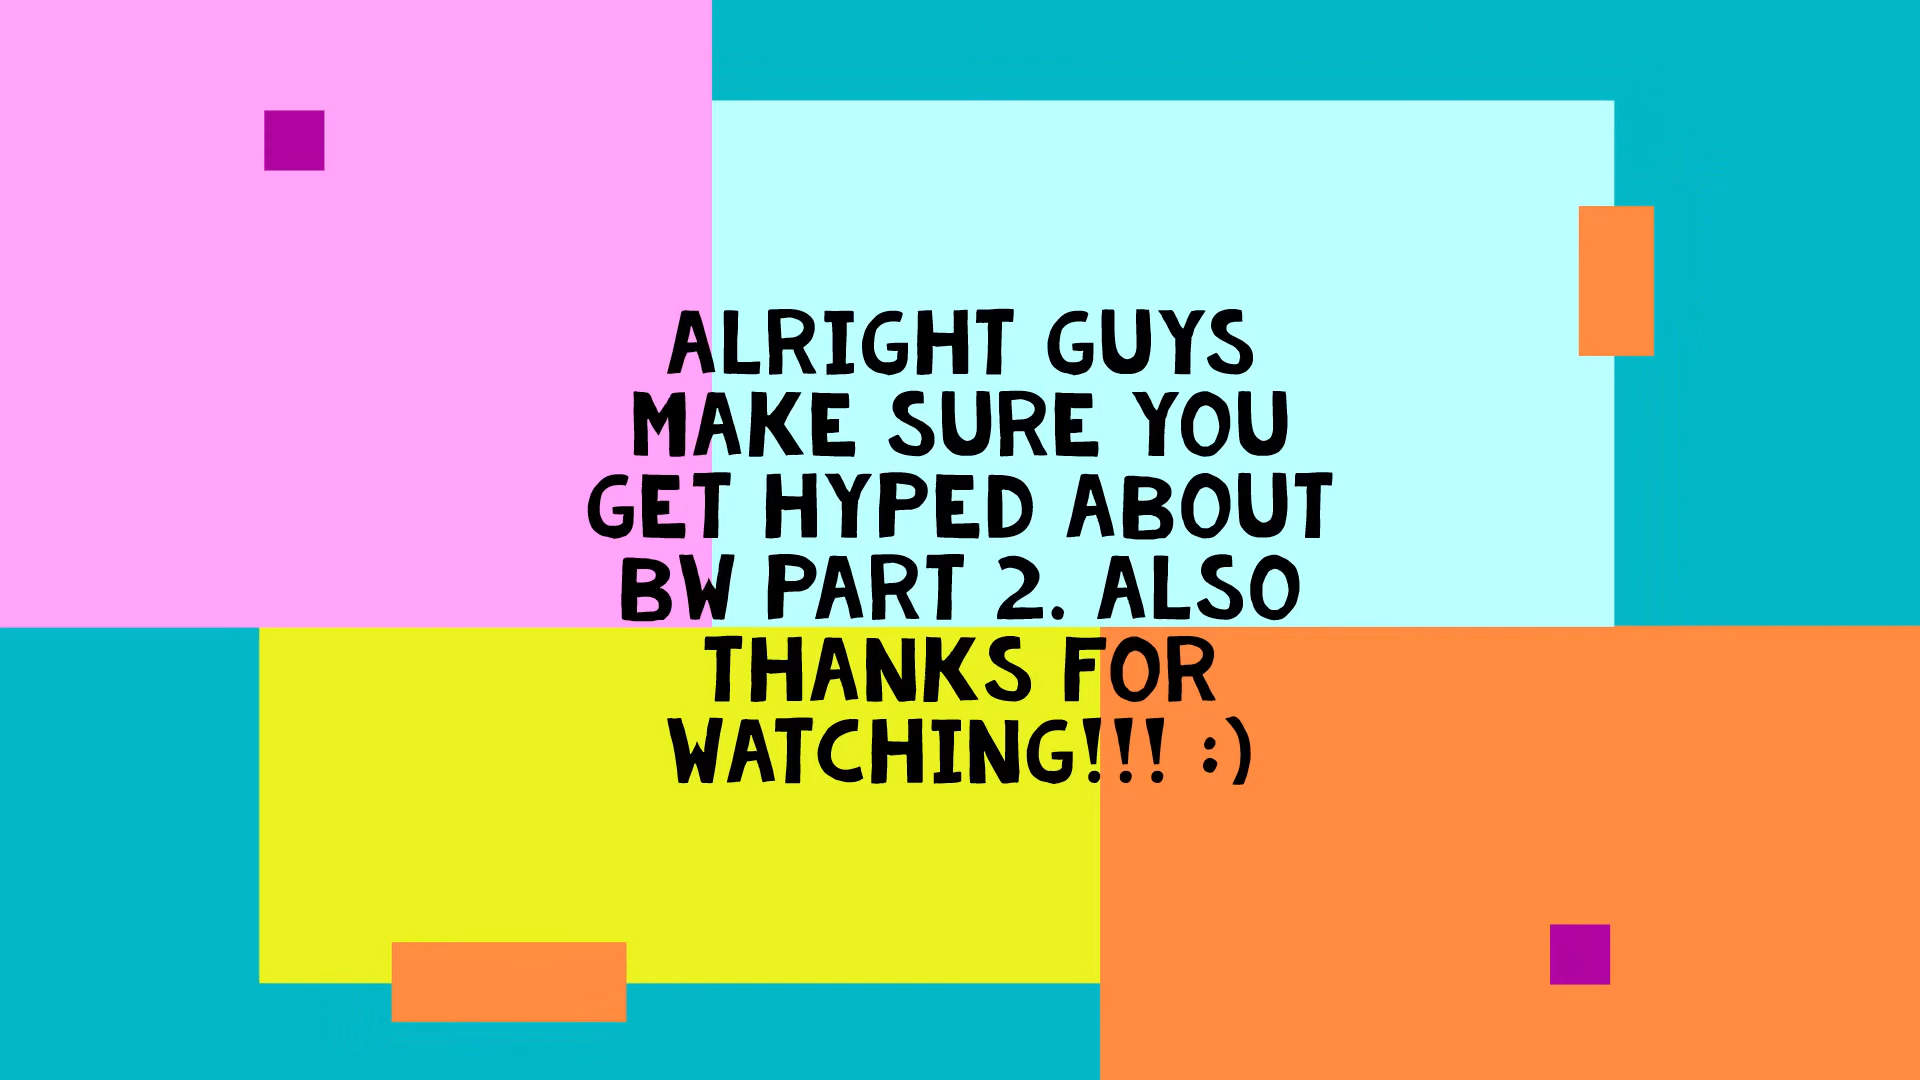 ALRIGHT GUYS
MAKE SURE YOU
GET HYPED ABOUT
BW PART 2. ALSO
THANKS FOR
WATCHING!!! :)